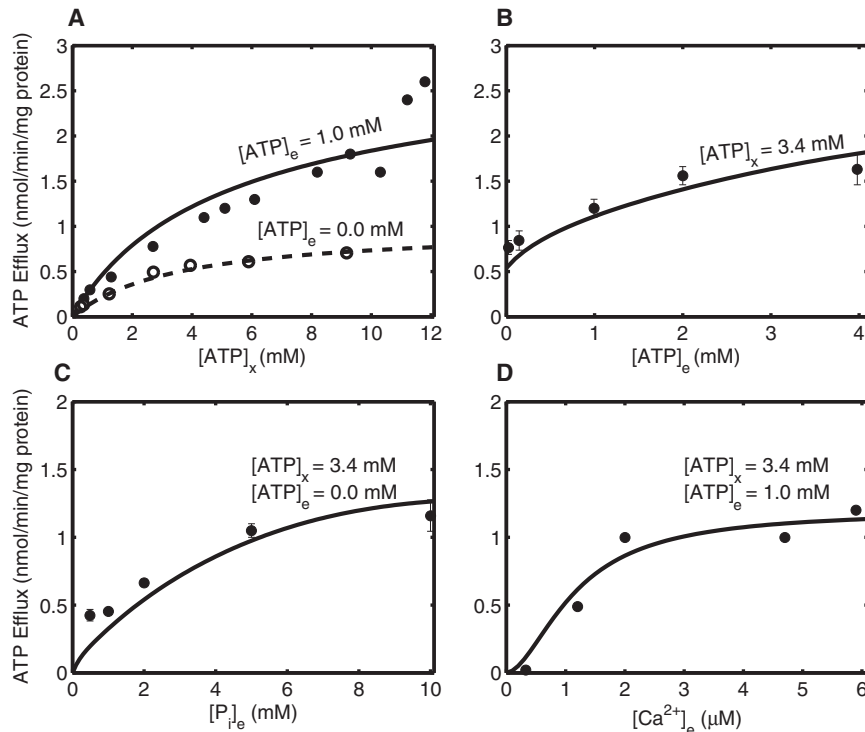 A
ATP Efflux (nmol/min/mg protein)
3
2.5
2
1.5
1
0.5
0
[ATP]e = 1.0 mM
[ATP]e = 0.0 mM
0 2 4 6 8 10 12
[ATP]x (mM)
B
3
2.5
2
1.5
1
0.5
0
[ATP]x = 3.4 mM
0 1 2 3 4
[ATP]e (mM)
C
ATP Efflux (nmol/min/mg protein)
2
1.5
1
0.5
0
[ATP]x = 3.4 mM
[ATP]e = 0.0 mM
0 2 4 6 8 10
[Pi]e (mM)
D
2
1.5
1
0.5
0
[ATP]x = 3.4 mM
[ATP]e = 1.0 mM
0 1 2 3 4 5 6
[Ca2+]e (μM)